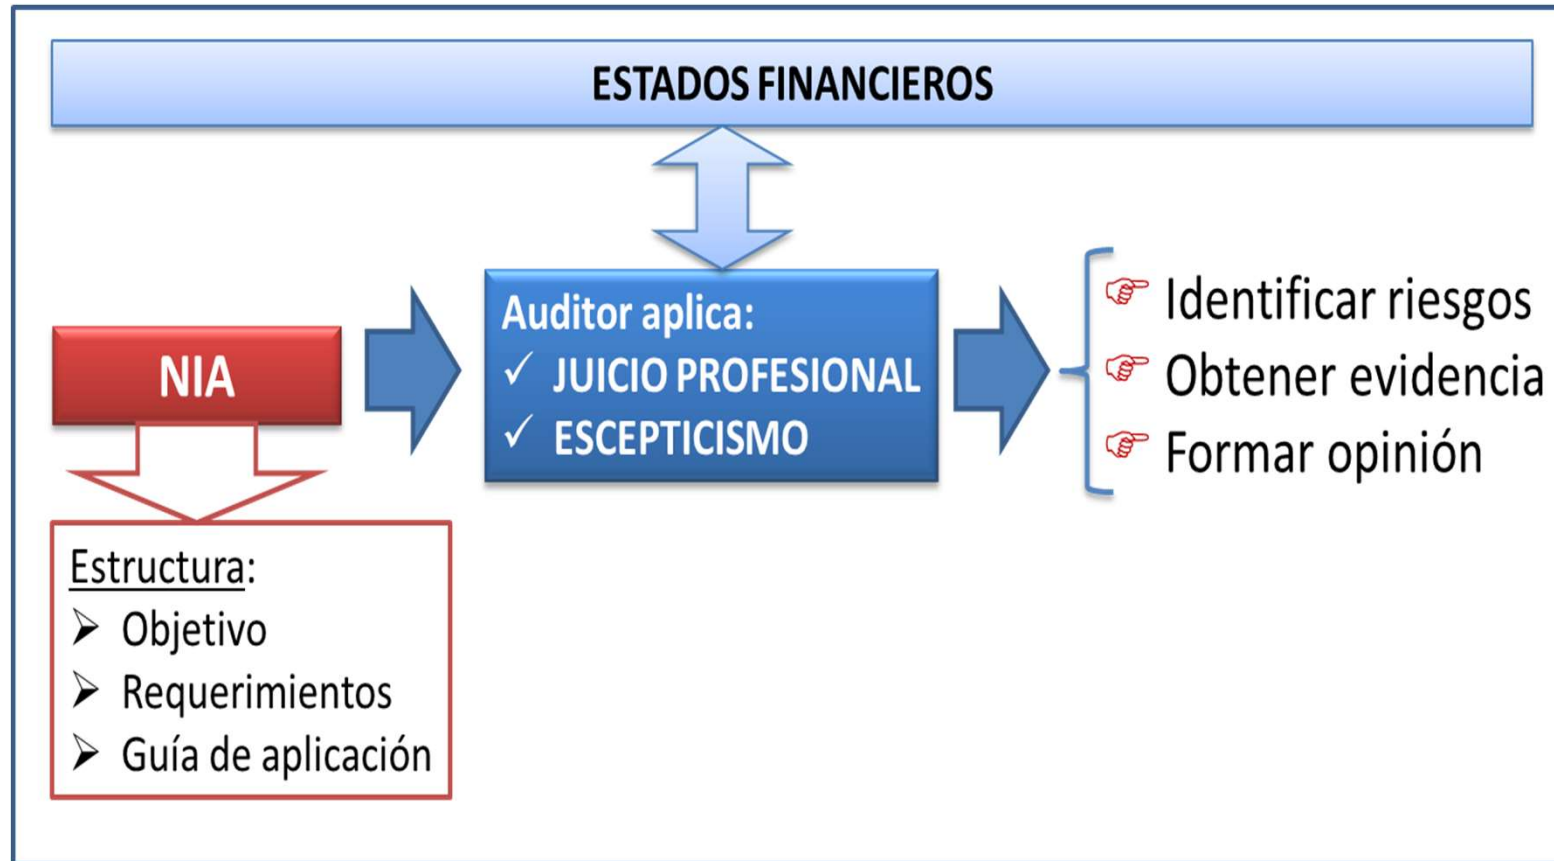 ESTADOS FINANCIEROS
NIA
Auditor aplica:
JUICIO PROFESIONAL
ESCEPTICISMO
Identificar riesgos
Obtener evidencia
Formar opinión
Estructura:
Objetivo
Requerimientos
Guía de aplicación